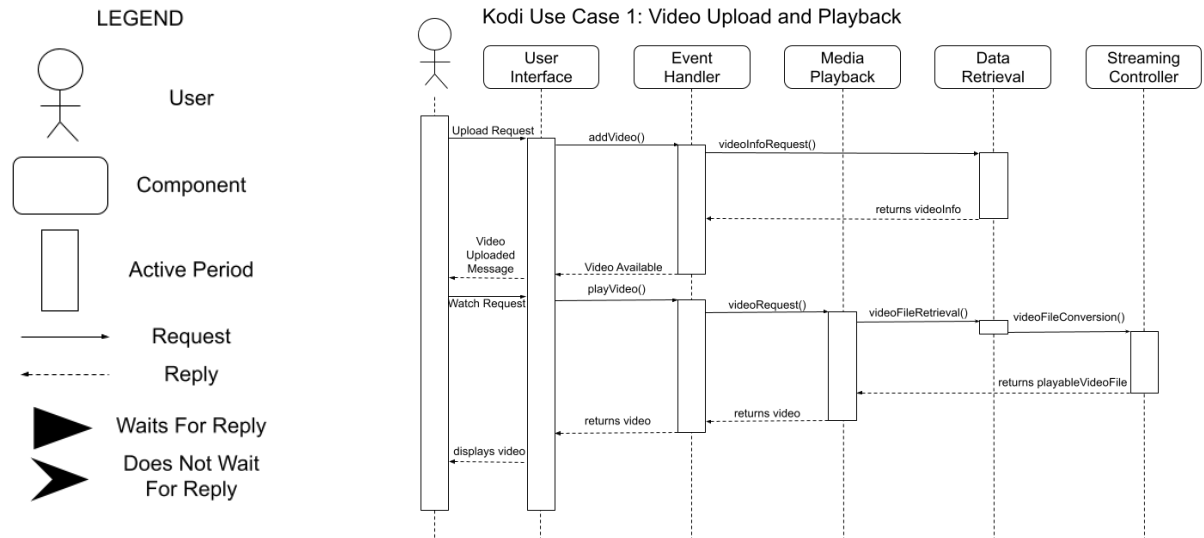 LEGEND
User
Component
Active Period
Request
Reply
Waits For Reply
Does Not Wait
For Reply
Kodi Use Case 1: Video Upload and Playback
User
Interface
Event
Handler
Media
Playback
Data
Retrieval
Streaming
Controller
Upload Request
addVideo()
videoInfoRequest()
returns videoInfo
Video
Uploaded
Message
Video Available
Watch Request
playVideo()
videoRequest()
videoFileRetrieval()
videoFileConversion()
returns playableVideoFile
returns video
returns video
displays video